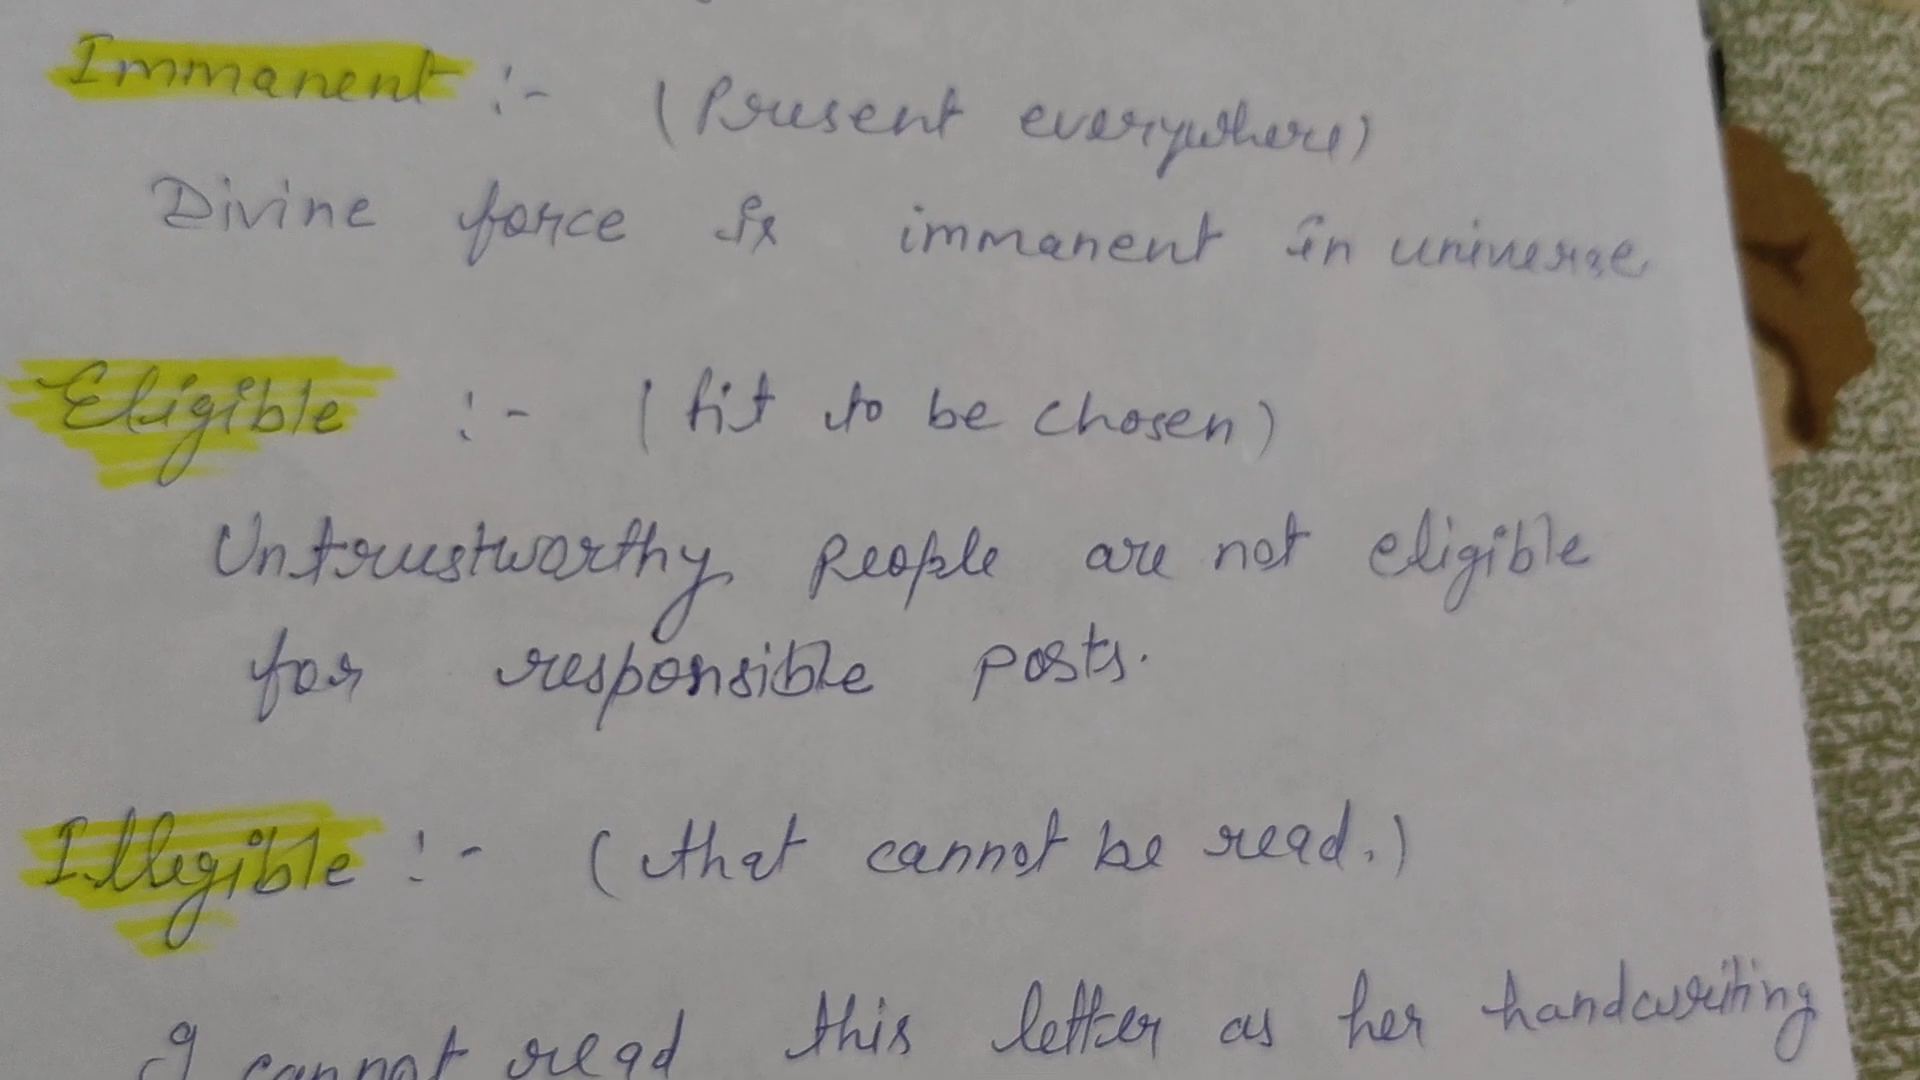 Immanent :- (Present everywhere)
Divine force is immanent in universe
Eligible :- (fit to be chosen)
Untrustworthy People are not eligible
for responsible posts.
Illegible :- (that cannot be read.)
I cannot read this letter as her handwriting